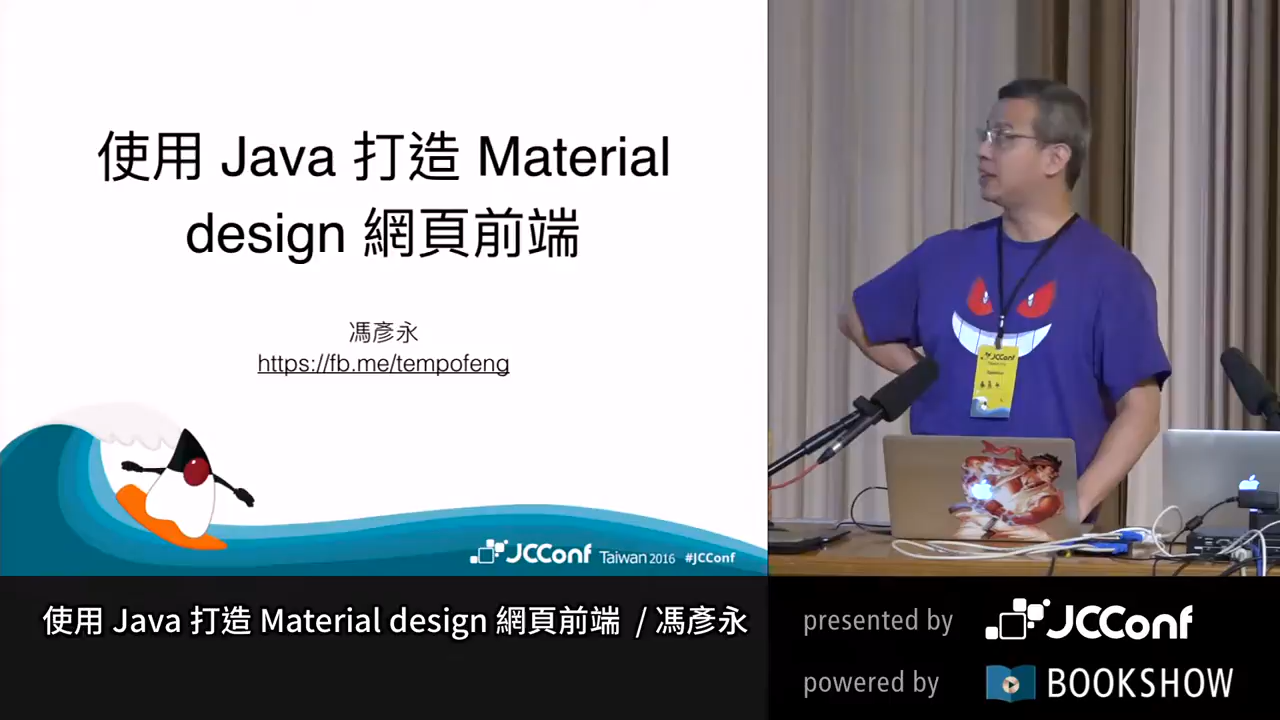 使用 Java 打造 Material
design 網頁前端
馮彥永
https://fb.me/tempofeng
JCConf Taiwan 2016 #JCConf
JCConf
使用 Java 打造 Material design 網頁前端 / 馮彥永
presented by JCConf
powered by BOOKSHOW